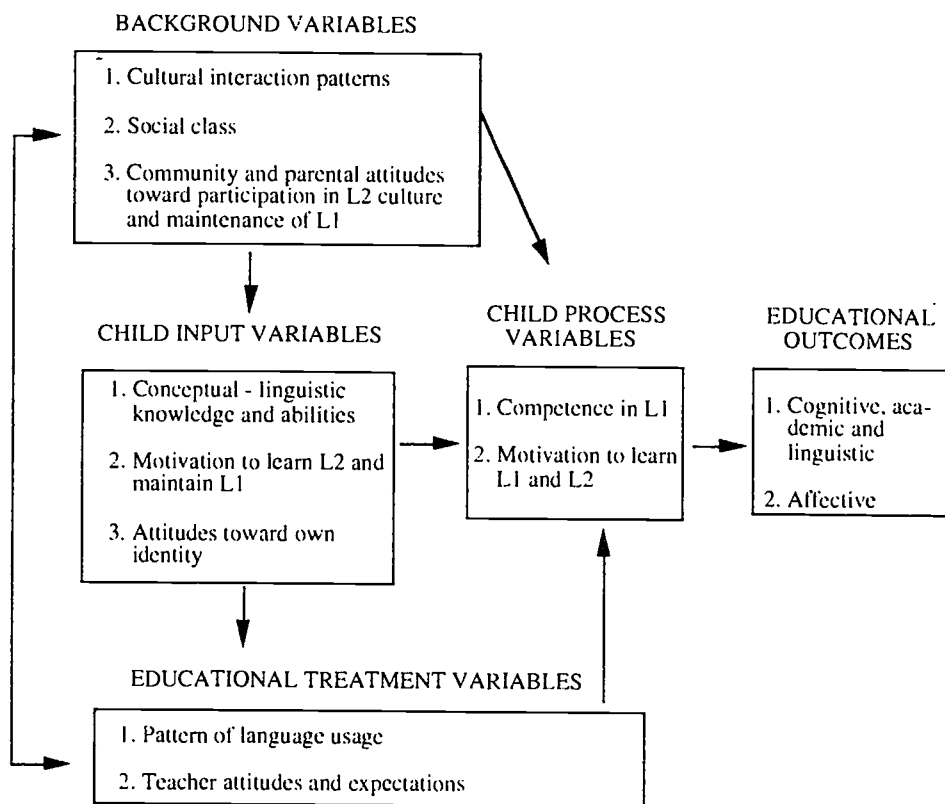 BACKGROUND VARIABLES
1. Cultural interaction patterns
2. Social class
3. Community and parental attitudes
toward participation in L2 culture
and maintenance of L1
CHILD INPUT VARIABLES
1. Conceptual - linguistic
knowledge and abilities
2. Motivation to learn L2 and
maintain L1
3. Attitudes toward own
identity
CHILD PROCESS
VARIABLES
1. Competence in L1
2. Motivation to learn
L1 and L2
EDUCATIONAL
OUTCOMES
1. Cognitive, aca-
demic and
linguistic
2. Affective
EDUCATIONAL TREATMENT VARIABLES
1. Pattern of language usage
2. Teacher attitudes and expectations